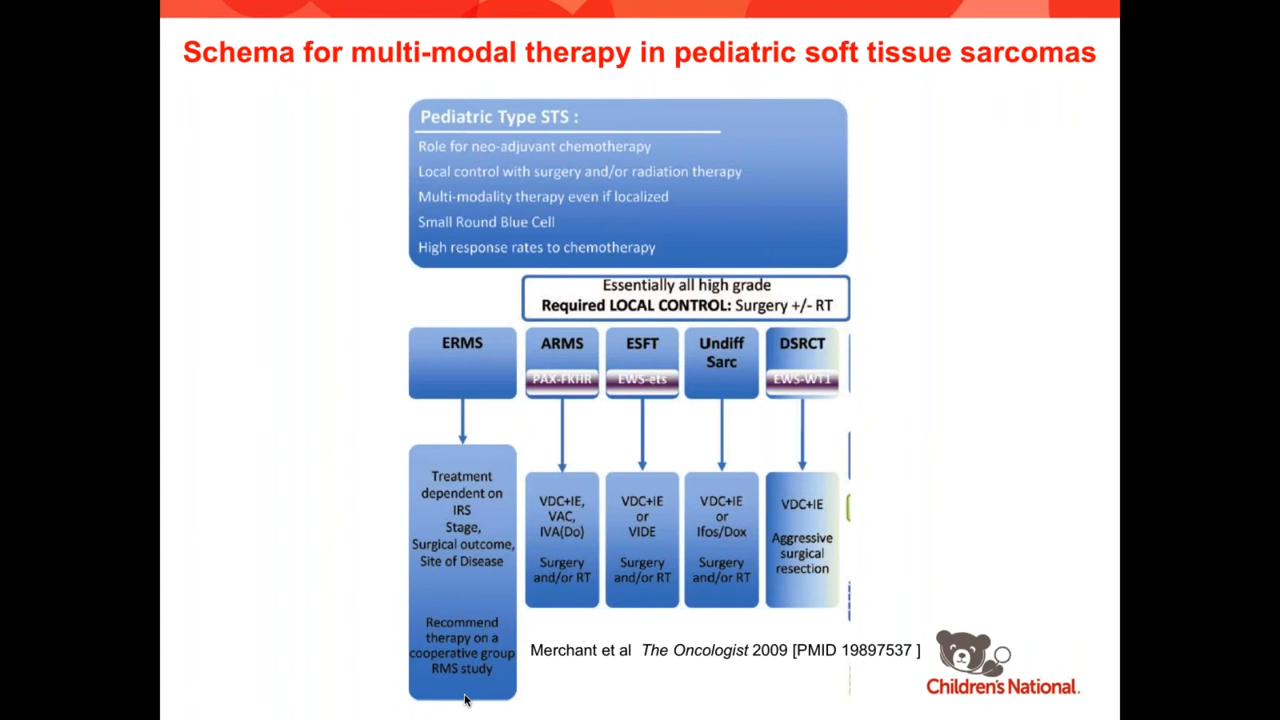 Schema for multi-modal therapy in pediatric soft tissue sarcomas
Pediatric Type STS :
Role for neo-adjuvant chemotherapy
Local control with surgery and/or radiation therapy
Multi-modality therapy even if localized
Small Round Blue Cell
High response rates to chemotherapy
Essentially all high grade
Required LOCAL CONTROL: Surgery +/- RT
ERMS
ARMS
PAX-FKHR
ESFT
EWS-ets
Undiff
Sarc
DSRCT
EWS-WT1
Treatment
dependent on
IRS
Stage,
Surgical outcome,
Site of Disease
Recommend
therapy on a
cooperative group
RMS study
VDC+IE,
VAC,
IVA(Do)
Surgery
and/or RT
VDC+IE
or
VIDE
Surgery
and/or RT
VDC+IE
or
Ifos/Dox
Surgery
and/or RT
VDC+IE
Aggressive
surgical
resection
Merchant et al The Oncologist 2009 [PMID 19897537 ]
Children's National.